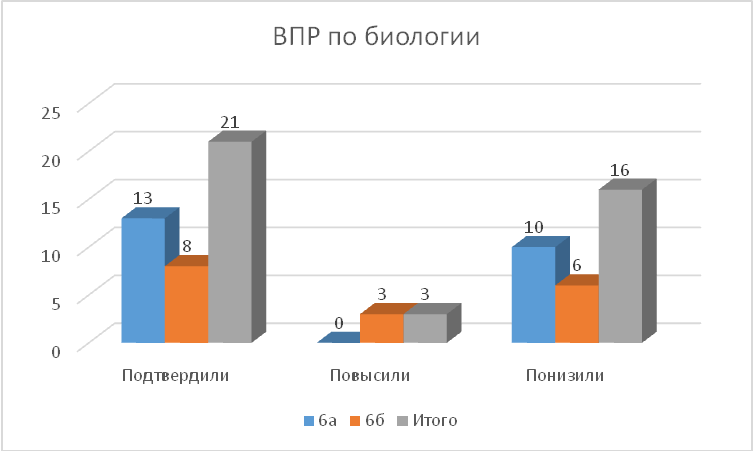 ВПР по биологии
25
20
15
10
5
0
13
8
21
0
3
3
10
6
16
Подтвердили
Повысили
Понизили
6а
6б
Итого